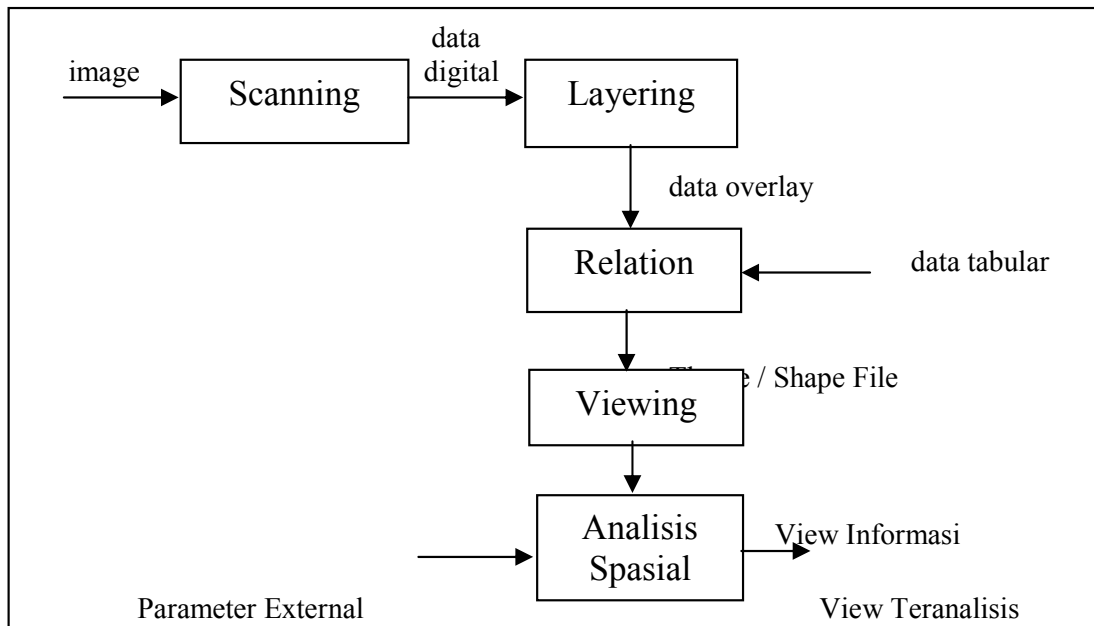 image
Scanning
data
digital
Layering
data overlay
Relation
data tabular
/ Shape File
Viewing
Analisis
Spasial
View Informasi
Parameter External
View Teranalisis